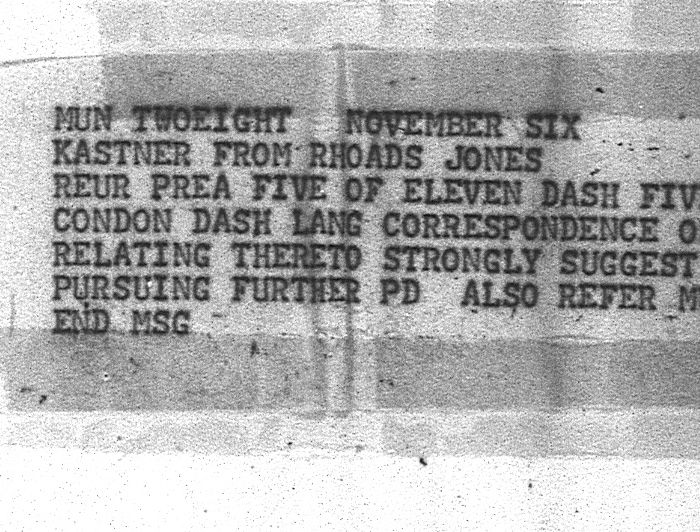 MUN TWOEIGHT NOVEMBER SIX
KASTNER FROM RHOADS JONES
REUR PREA FIVE OF ELEVEN DASH FIV
CONDON DASH LANG CORRESPONDENCE O
RELATING THERETO STRONGLY SUGGEST
PURSUING FURTHER PD ALSO REFER M
END MSG